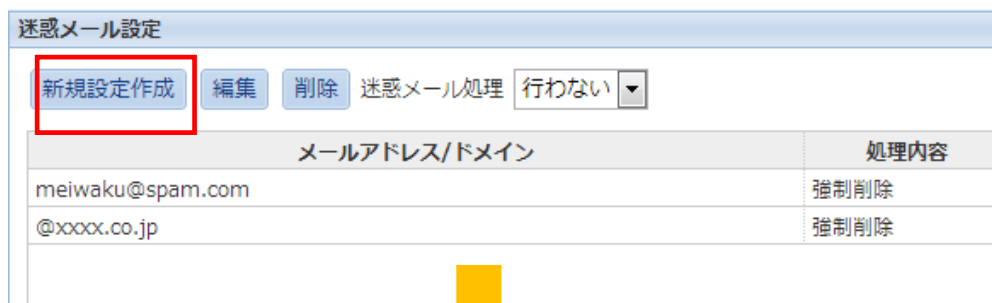 迷惑メール設定
新規設定作成 編集 削除 迷惑メール処理 行わない
メールアドレス/ドメイン 処理内容
meiwaku@spam.com 強制削除
@xxxx.co.jp 強制削除